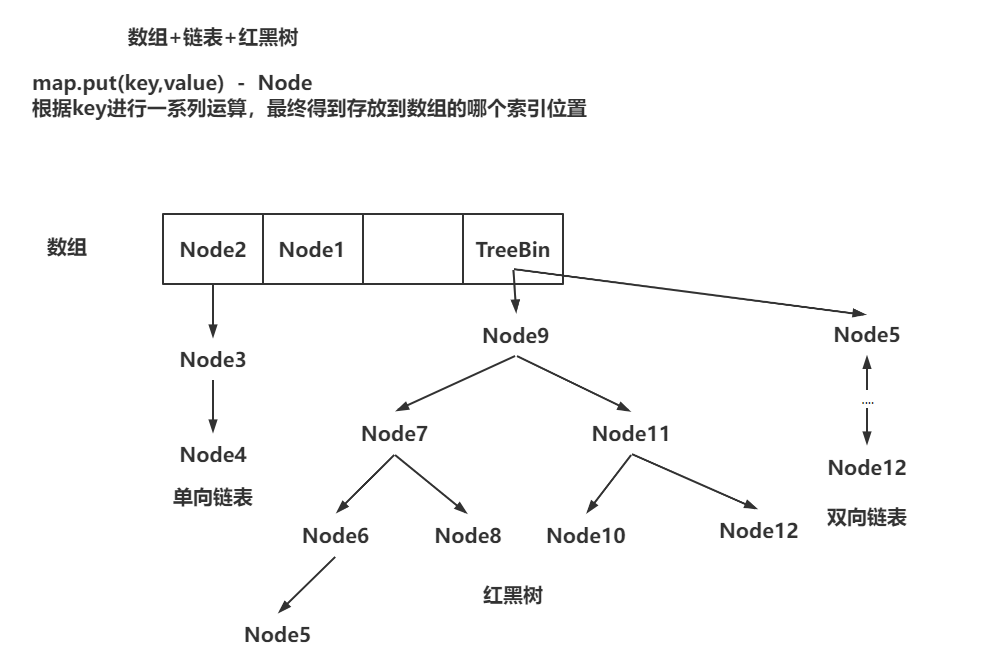 数组+链表+红黑树
map.put(key,value) - Node
根据key进行一系列运算，最终得到存放到数组的哪个索引位置
数组
Node2
Node1
TreeBin
Node3
Node9
Node5
....
Node4
Node7
Node11
Node12
单向链表
双向链表
Node6
Node8
Node10
Node12
红黑树
Node5